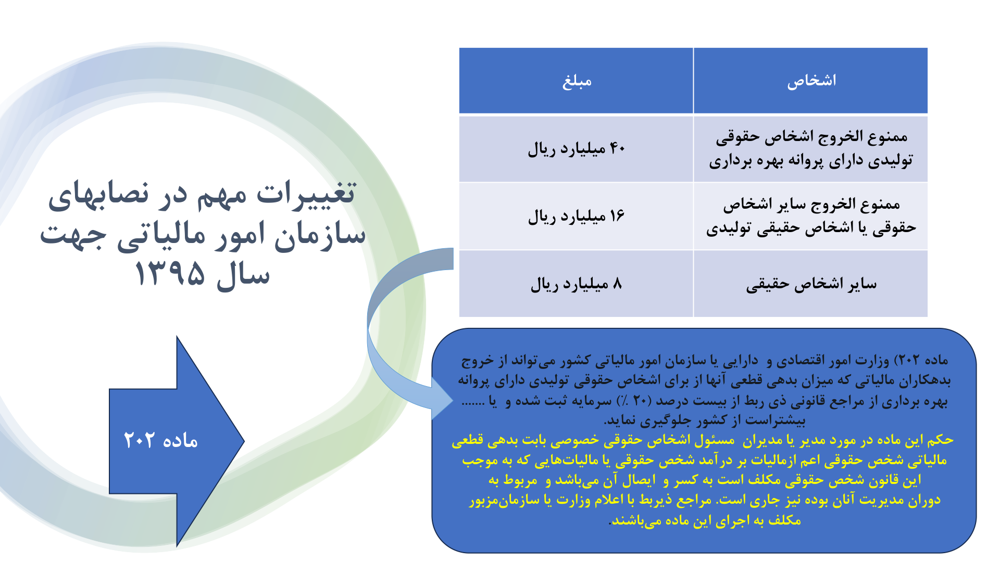 تغییرات مهم در نصابهای
سازمان امور مالیاتی جهت
سال ۱۳۹۵
ماده ۲۰۲
اشخاص	مبلغ
ممنوع الخروج اشخاص حقوقی
تولیدی دارای پروانه بهره برداری
۴۰ میلیارد ریال
ممنوع الخروج سایر اشخاص
حقوقی یا اشخاص حقیقی تولیدی
۱۶ میلیارد ریال
سایر اشخاص حقیقی	۸ میلیارد ریال
ماده ۲۰۲) وزارت امور اقتصادی و دارایی یا سازمان امور مالیاتی کشور می‌تواند از خروج
بدهکاران مالیاتی که میزان بدهی قطعی آنها از برای اشخاص حقوقی تولیدی دارای پروانه
بهره برداری از مراجع قانونی ذی ربط از بیست درصد (۲۰ ٪) سرمایه ثبت شده و یا .......
بیشتراست از کشور جلوگیری نماید.
حکم این ماده در مورد مدیر یا مدیران مسئول اشخاص حقوقی خصوصی بابت بدهی قطعی
مالیاتی شخص حقوقی اعم ازمالیات بر درآمد شخص حقوقی یا مالیات‌هایی که به موجب
این قانون شخص حقوقی مکلف است به کسر و ایصال آن می‌باشد و مربوط به
دوران مدیریت آنان بوده نیز جاری است. مراجع ذیربط با اعلام وزارت یا سازمان‌مزبور
مکلف به اجرای این ماده می‌باشند.